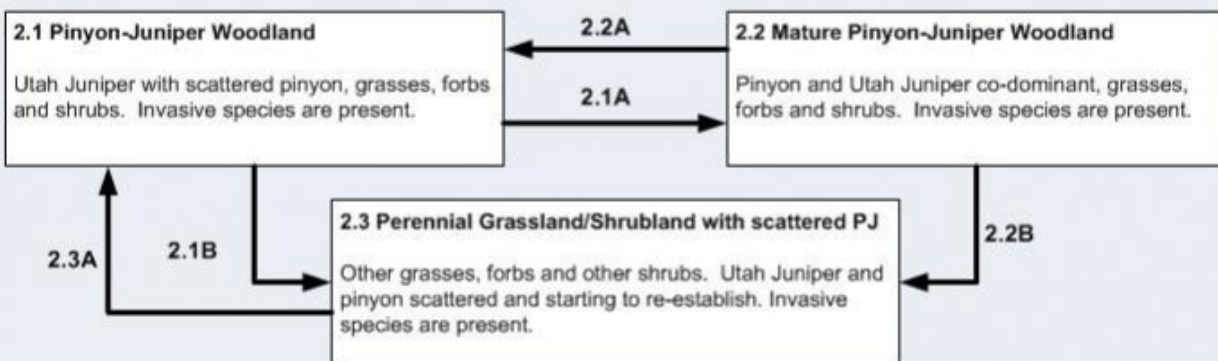 2.1 Pinyon-Juniper Woodland
Utah Juniper with scattered pinyon, grasses, forbs
and shrubs.  Invasive species are present.
2.2A
2.1A
2.2 Mature Pinyon-Juniper Woodland
Pinyon and Utah Juniper co-dominant, grasses,
forbs and shrubs.  Invasive species are present.
2.3A
2.1B
2.3 Perennial Grassland/Shrubland with scattered PJ
Other grasses, forbs and other shrubs.  Utah Juniper and
pinyon scattered and starting to re-establish. Invasive
species are present.
2.2B